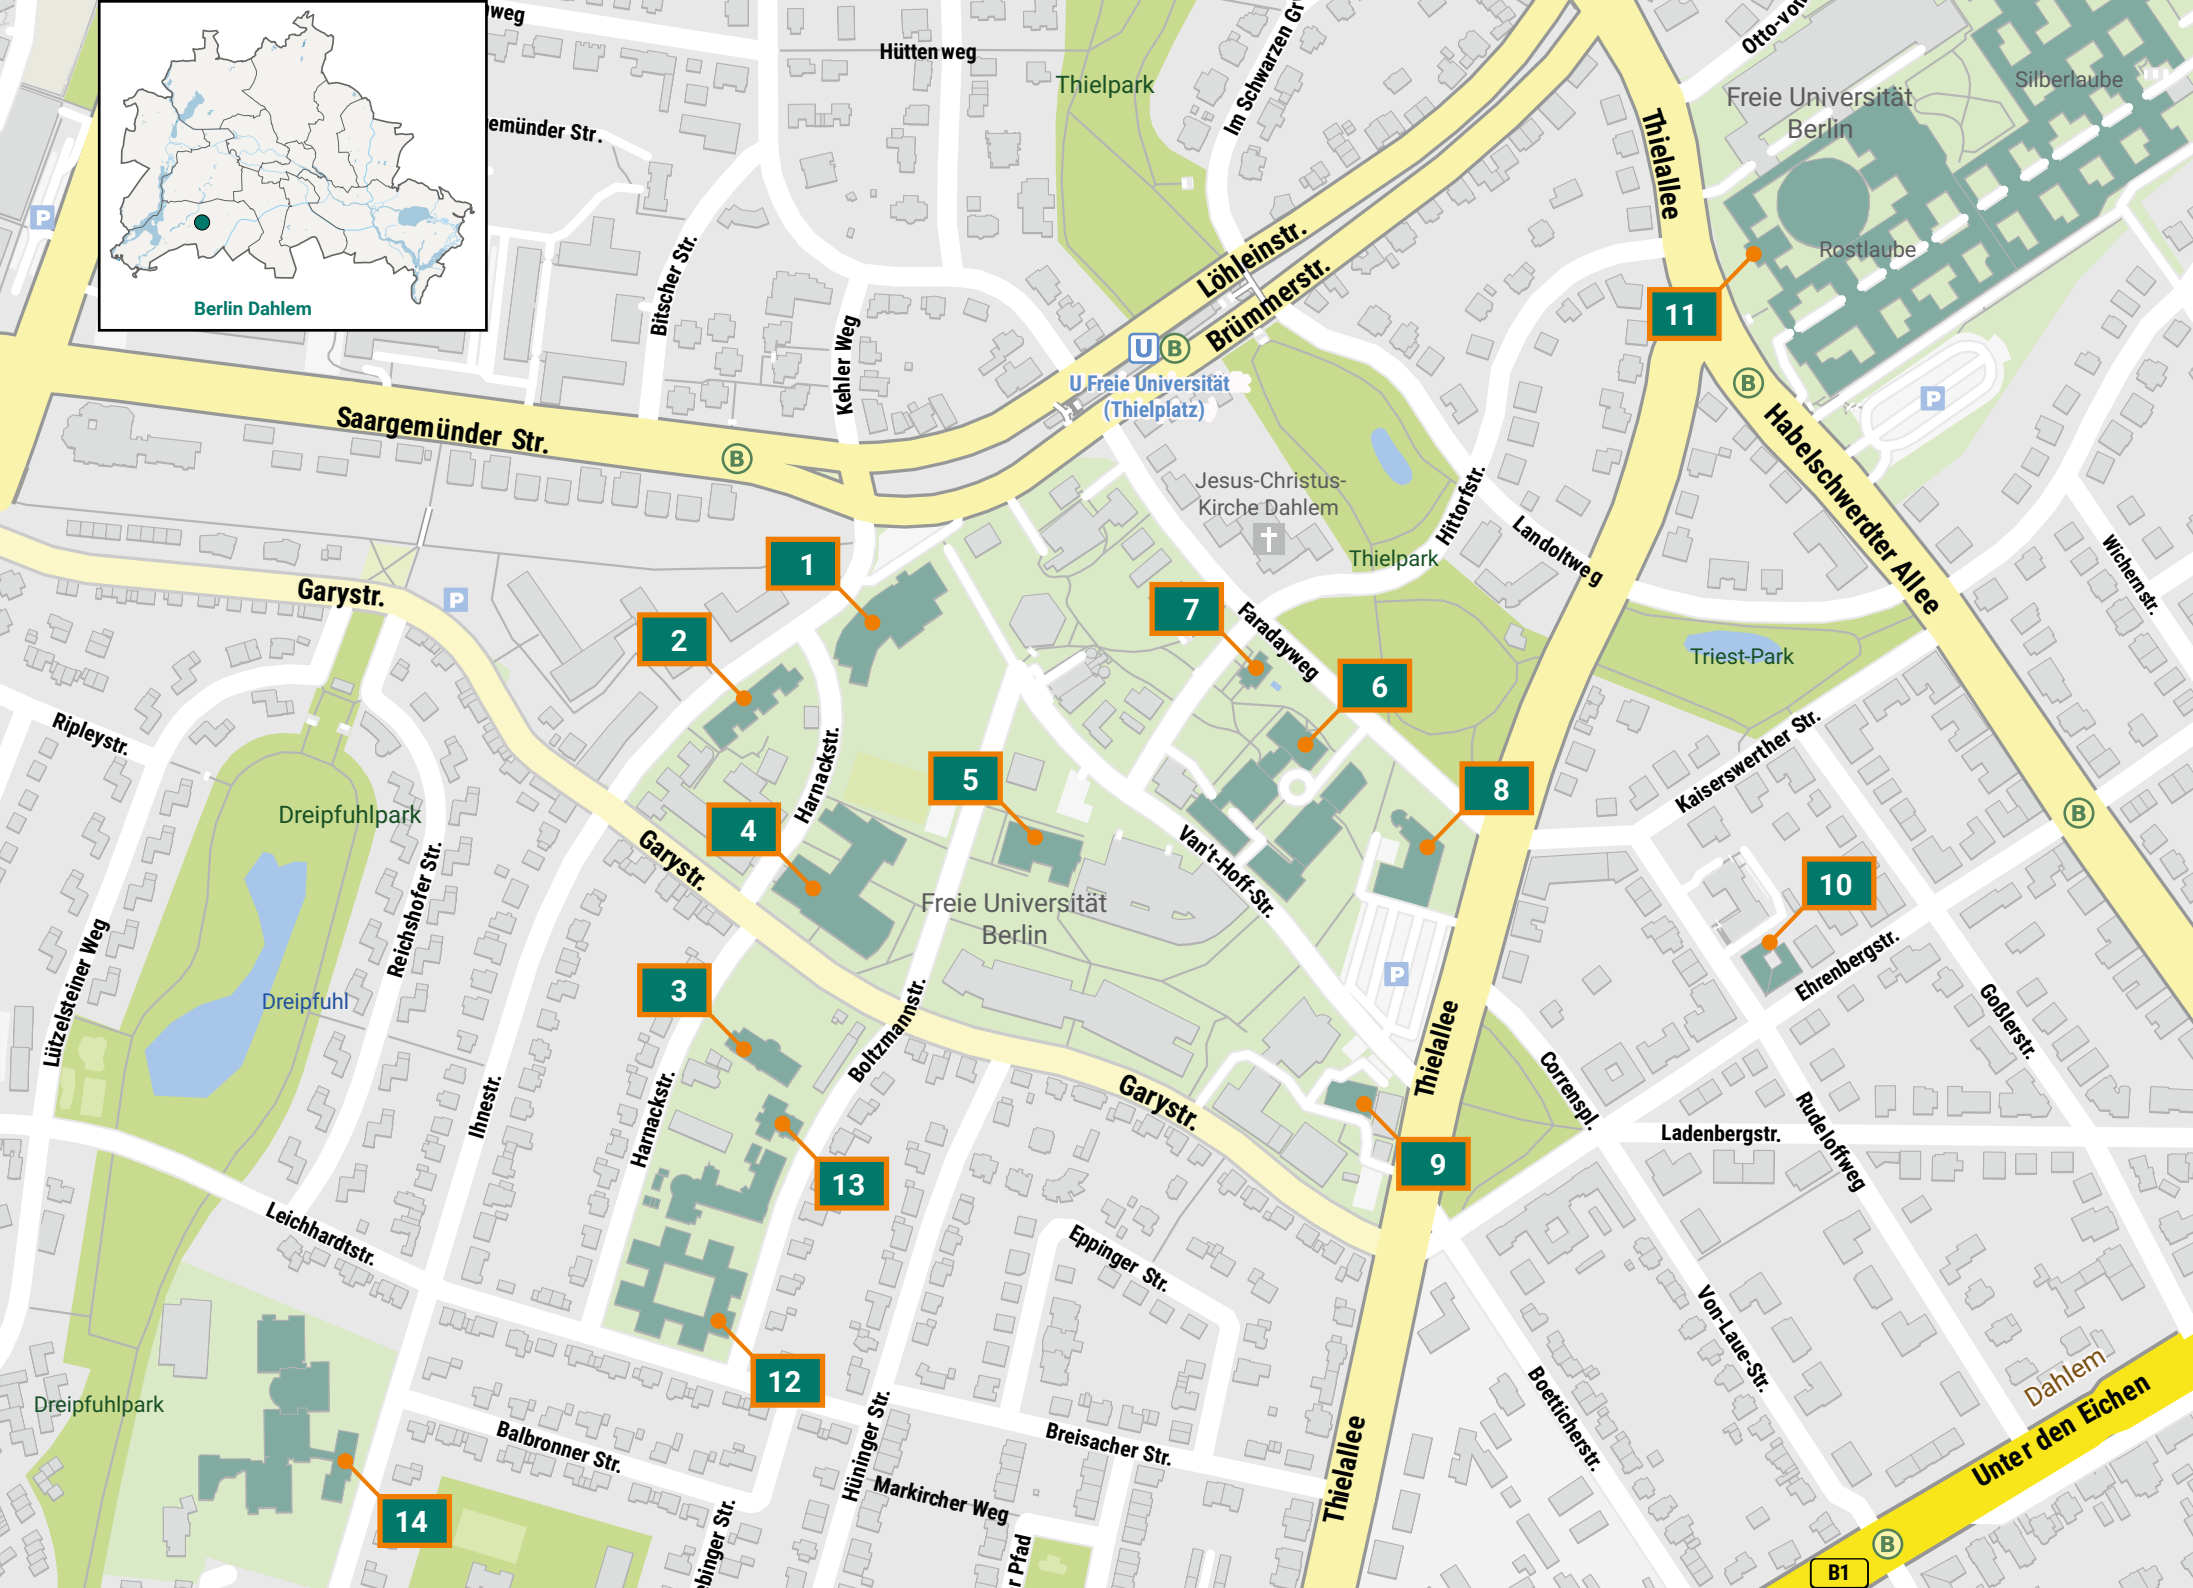 Berlin Dahlem
weg
Hüttenweg
Thielpark
Im Schwarzen Gr
Otto-von
Silberlaube
Freie Universität
Berlin
Thielallee
emünder Str.
P
Rostlaube
Bitscher Str.
Löhleinstr.
Brümmerstr.
11
Kehler Weg
U
B
U Freie Universität
(Thielplatz)
B
P
Saargemünder Str.
B
Habelschwerdter Allee
Jesus-Christus-
Kirche Dahlem
Hittorfstr.
Landoltweg
Thielpark
Wichernstr.
1
Garystr.
P
7
Faradayweg
2
Triest-Park
6
Ripleystr.
Kaiserswerther Str.
Harnackstr.
5
8
Dreipfuhlpark
B
4
Garystr.
Van't-Hoff-Str.
10
Reichshofer Str.
Freie Universität
Berlin
Ehrenbergstr.
Lützelsteiner Weg
P
3
Dreipfuhl
Boltzmannstr.
Goßlerstr.
Thielallee
Correnspl.
Garystr.
Ihnestr.
Harnackstr.
Rudeloffweg
Ladenbergstr.
9
13
Leichhardtstr.
Eppinger Str.
Von-Laue-Str.
12
Dahlem
Dreipfuhlpark
Boetticherstr.
Unter den Eichen
Balbronner Str.
Hüninger Str.
Breisacher Str.
Thielallee
Markircher Weg
14
ebinger Str.
r Pfad
B
B1